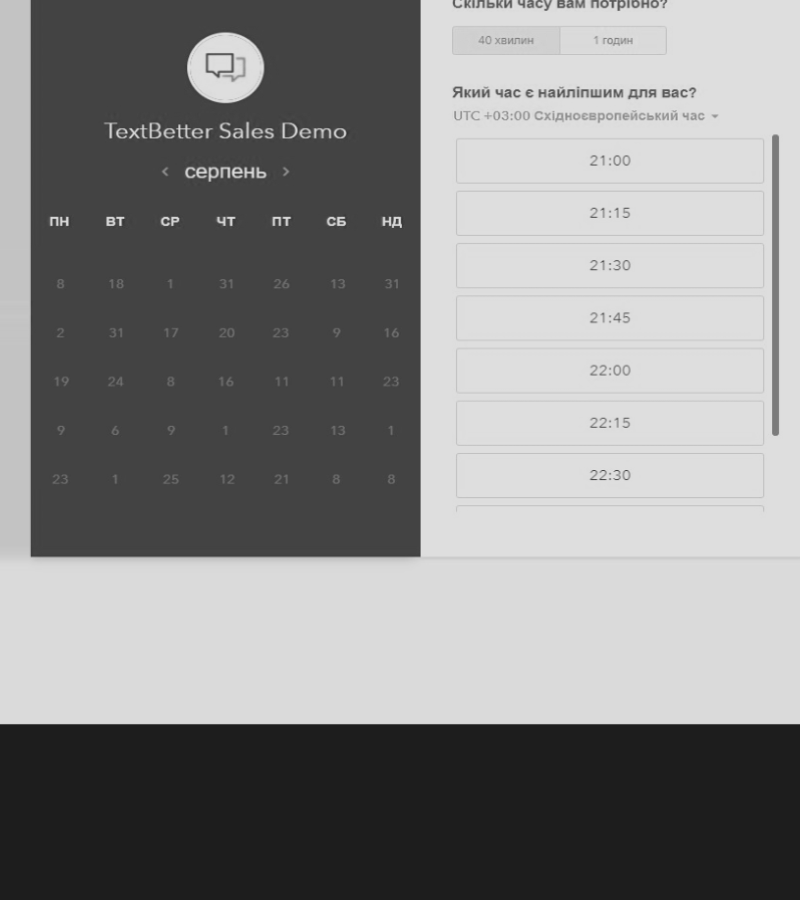 TextBetter Sales Demo
‹ серпень ›
ПН ВТ СР ЧТ ПТ СБ НД
8 18 1 31 26 13 31
2 31 17 20 23 9 16
19 24 8 16 11 11 23
9 6 9 1 23 13 1
23 1 25 12 21 8 8
Скільки часу вам потрібно?
40 хвилин 1 годин
Який час є найліпшим для вас?
UTC +03:00 Східноєвропейський час
21:00
21:15
21:30
21:45
22:00
22:15
22:30